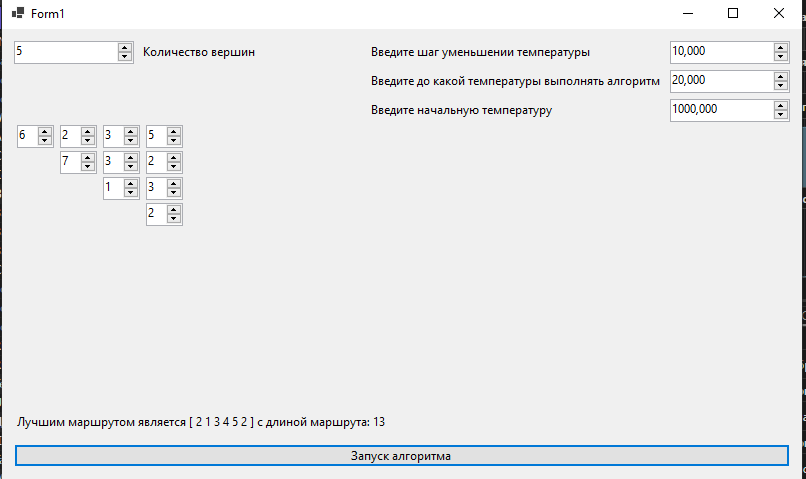 Form1
5 Количество вершин Введите шаг уменьшении температуры 10,000
Введите до какой температуры выполнять алгоритм 20,000
Введите начальную температуру 1000,000
6 2 3 5
7 3 2
1 3
2
Лучшим маршрутом является [ 2 1 3 4 5 2 ] с длиной маршрута: 13
Запуск алгоритма